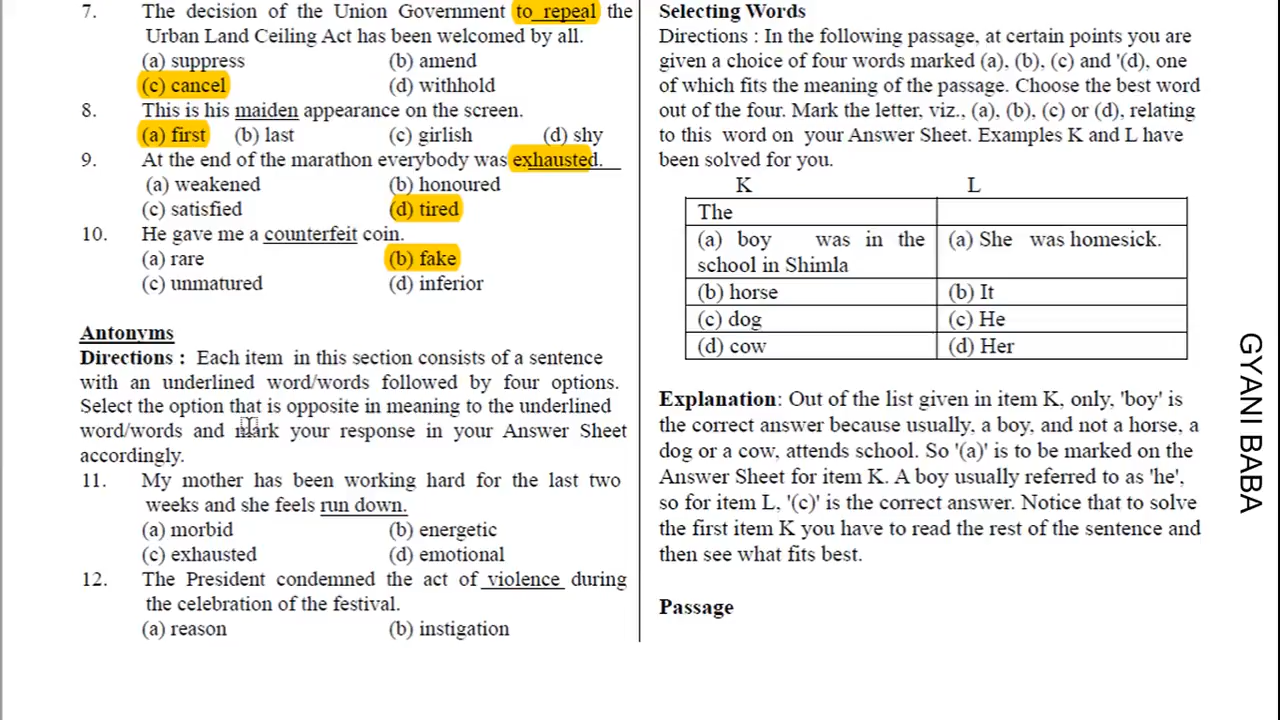 7. The decision of the Union Government to repeal the
Urban Land Ceiling Act has been welcomed by all.
(a) suppress (b) amend
(c) cancel (d) withhold
8. This is his maiden appearance on the screen.
(a) first (b) last (c) girlish (d) shy
9. At the end of the marathon everybody was exhausted.
(a) weakened (b) honoured
(c) satisfied (d) tired
10. He gave me a counterfeit coin.
(a) rare (b) fake
(c) unmatured (d) inferior
Antonyms
Directions : Each item in this section consists of a sentence
with an underlined word/words followed by four options.
Select the option that is opposite in meaning to the underlined
word/words and mark your response in your Answer Sheet
accordingly.
11. My mother has been working hard for the last two
weeks and she feels run down.
(a) morbid (b) energetic
(c) exhausted (d) emotional
12. The President condemned the act of violence during
the celebration of the festival.
(a) reason (b) instigation
Selecting Words
Directions : In the following passage, at certain points you are
given a choice of four words marked (a), (b), (c) and '(d), one
of which fits the meaning of the passage. Choose the best word
out of the four. Mark the letter, viz., (a), (b), (c) or (d), relating
to this word on your Answer Sheet. Examples K and L have
been solved for you.
K L
The
(a) boy was in the (a) She was homesick.
school in Shimla
(b) horse (b) It
(c) dog (c) He
(d) cow (d) Her
Explanation: Out of the list given in item K, only, 'boy' is
the correct answer because usually, a boy, and not a horse, a
dog or a cow, attends school. So '(a)' is to be marked on the
Answer Sheet for item K. A boy usually referred to as 'he',
so for item L, '(c)' is the correct answer. Notice that to solve
the first item K you have to read the rest of the sentence and
then see what fits best.
Passage
GYANI BABA